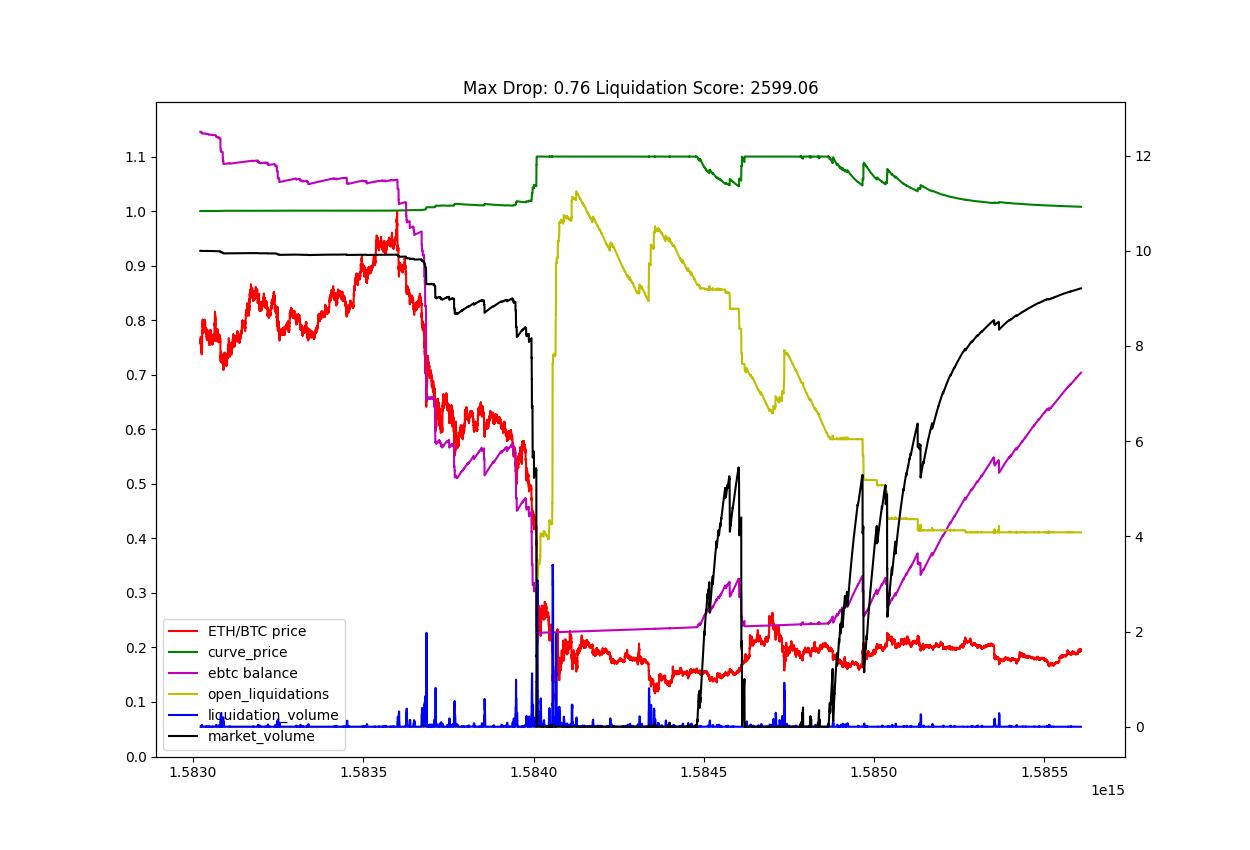 Max Drop: 0.76 Liquidation Score: 2599.06
1.1
1.0
0.9
0.8
0.7
0.6
0.5
0.4
0.3
0.2
0.1
0.0
12
10
8
6
4
2
0
ETH/BTC price
curve_price
ebtc balance
open_liquidations
liquidation_volume
market_volume
1.5830 1.5835 1.5840 1.5845 1.5850 1.5855
1e15